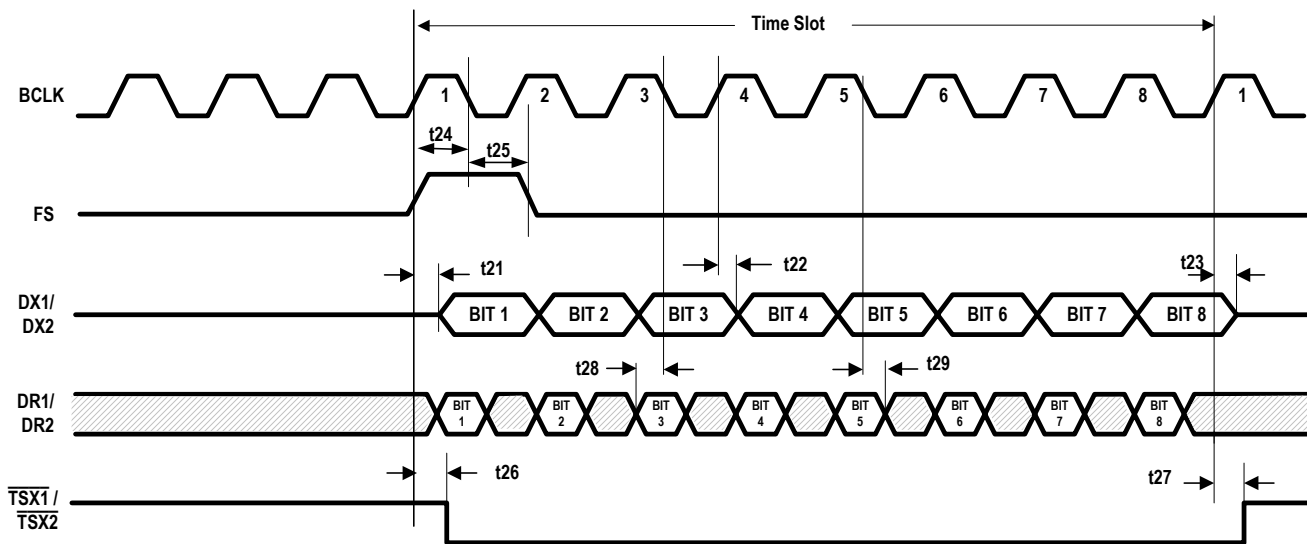 Time Slot
BCLK 1 2 3 4 5 6 7 8 1
t24
t25
FS
t21 t22 t23
DX1/
DX2
BIT 1 BIT 2 BIT 3 BIT 4 BIT 5 BIT 6 BIT 7 BIT 8
t28 t29
DR1/
DR2
BIT BIT BIT BIT BIT BIT BIT BIT
1 2 3 4 5 6 7 8
t26 t27
TSX1 /
TSX2